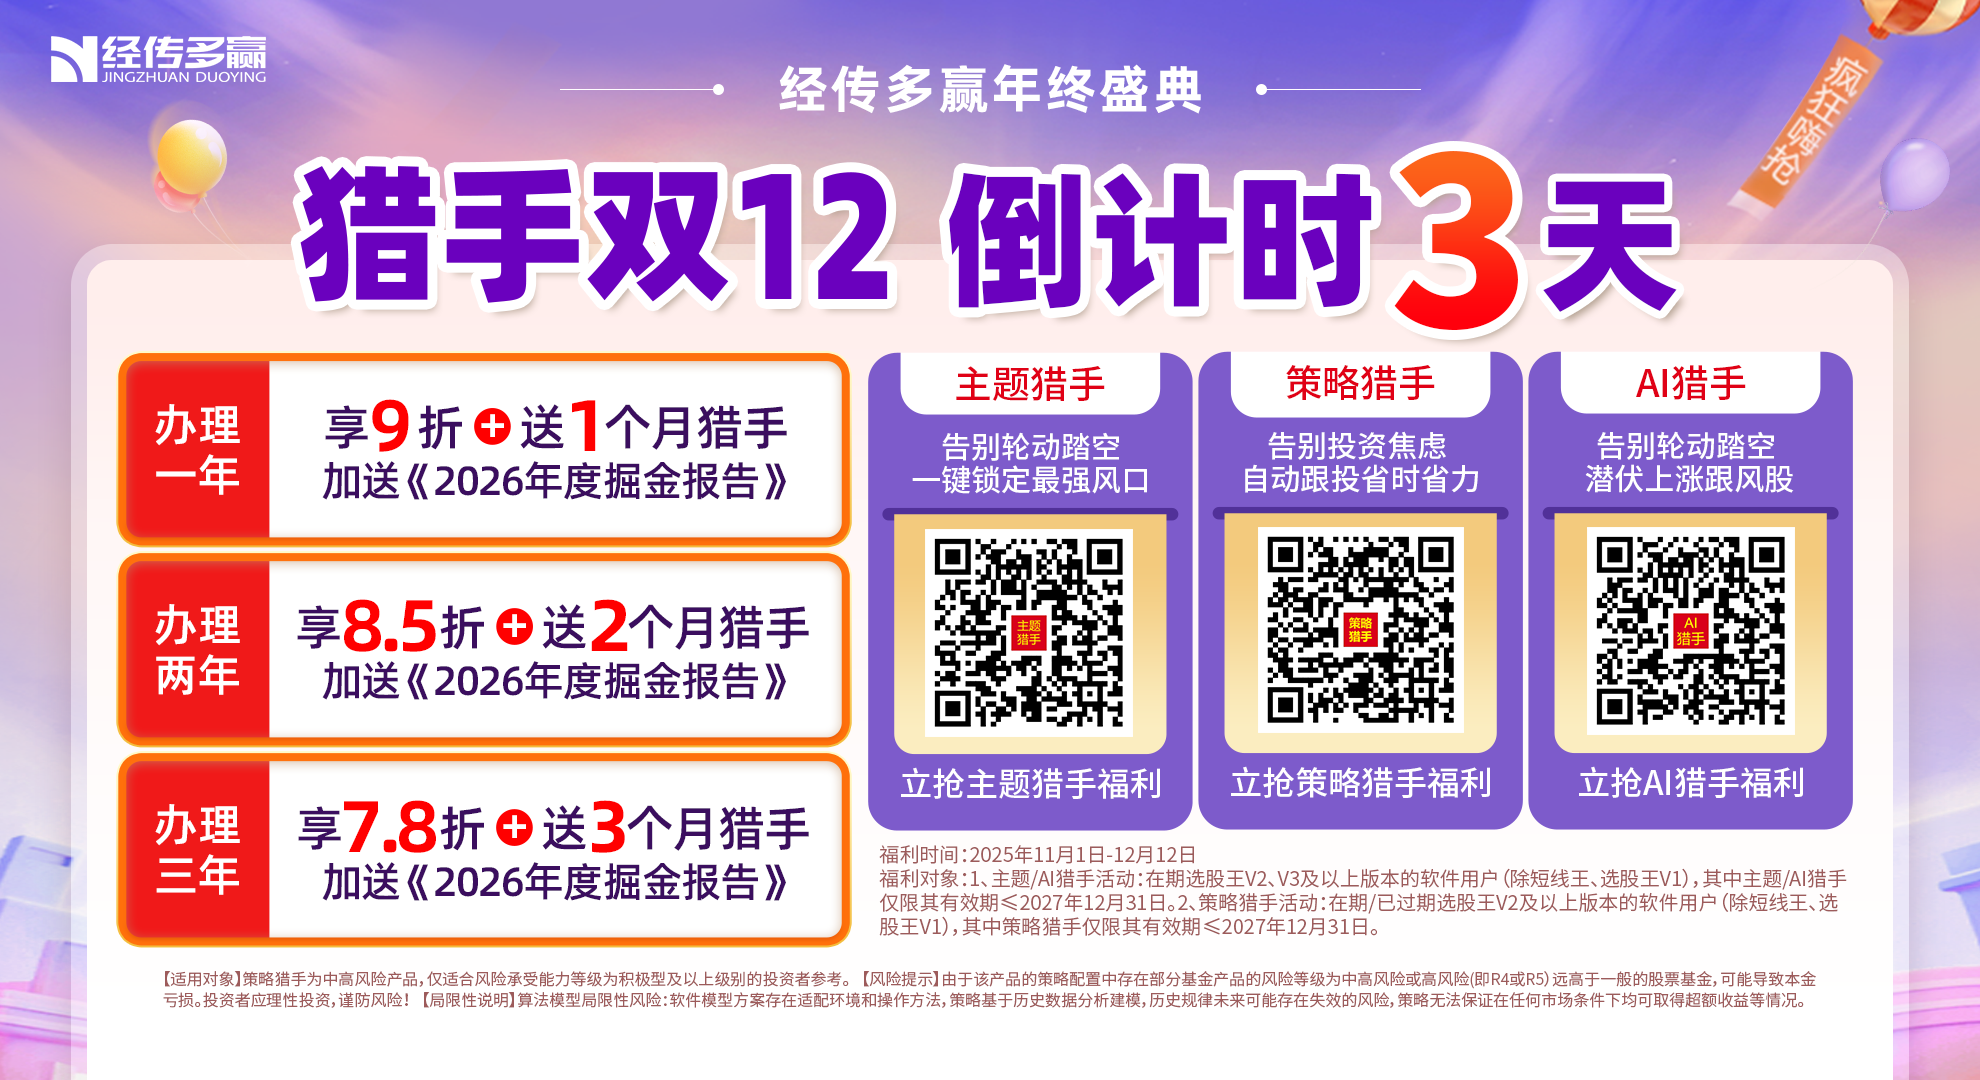 经传多赢
JINGZHUAN DUOYING
经传多赢年终盛典
疯狂嗨抢
猎手双12 倒计时3天
办理
一年
享9折+送1个月猎手
加送《2026年度掘金报告》
办理
两年
享8.5折+送2个月猎手
加送《2026年度掘金报告》
办理
三年
享7.8折+送3个月猎手
加送《2026年度掘金报告》
主题猎手
告别轮动踏空
一键锁定最强风口
主题
猎手
立抢主题猎手福利
策略猎手
告别投资焦虑
自动跟投省时省力
策略
猎手
立抢策略猎手福利
AI猎手
告别轮动踏空
潜伏上涨跟风股
AI
猎手
立抢AI猎手福利
福利时间：2025年11月1日-12月12日
福利对象：1、主题/AI猎手活动：在期选股王V2、V3及以上版本的软件用户（除短线王、选股王V1），其中主题/AI猎手
仅限其有效期≤2027年12月31日。2、策略猎手活动：在期/已过期选股王V2及以上版本的软件用户（除短线王、选
股王V1），其中策略猎手仅限其有效期≤2027年12月31日。
【适用对象】策略猎手为中高风险产品，仅适合风险承受能力等级为积极型及以上级别的投资者参考。【风险提示】由于该产品的策略配置中存在部分基金产品的风险等级为中高风险或高风险(即R4或R5）远高于一般的股票基金，可能导致本金
亏损。投资者应理性投资，谨防风险！【局限性说明】算法模型局限性风险：软件模型方案存在适配环境和操作方法，策略基于历史数据分析建模，历史规律未来可能存在失效的风险，策略无法保证在任何市场条件下均可取得超额收益等情况。